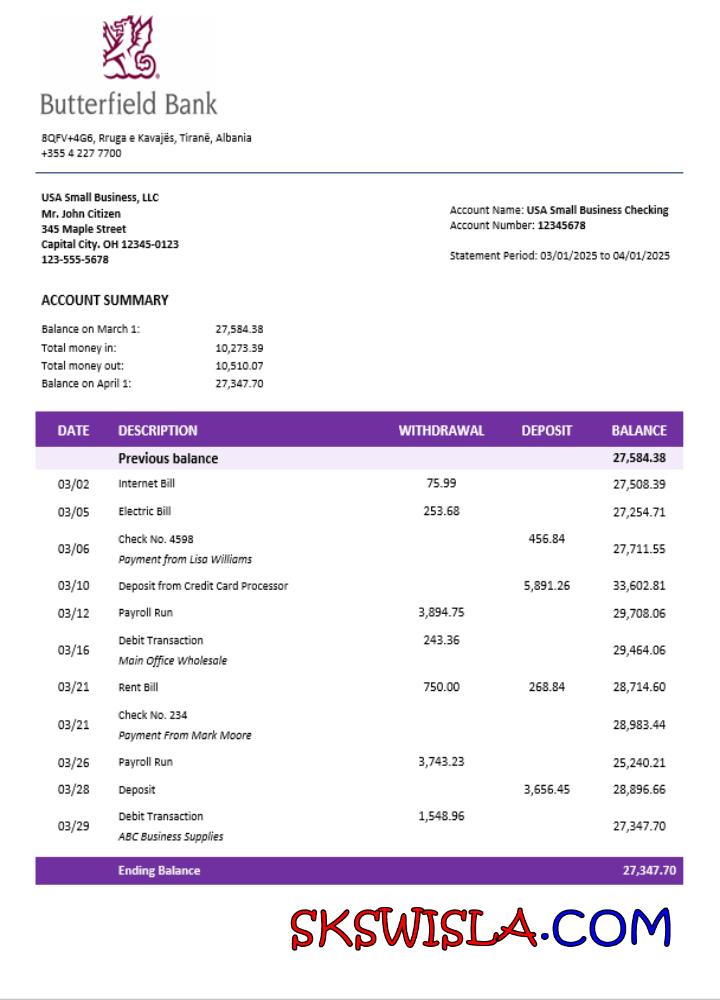 Butterfield Bank
8QFV+4G6, Rruga e Kavajës, Tiranë, Albania
+355 4 227 7700
USA Small Business, LLC
Mr. John Citizen
345 Maple Street
Capital City. OH 12345-0123
123-555-5678
Account Name: USA Small Business Checking
Account Number: 12345678
Statement Period: 03/01/2025 to 04/01/2025
ACCOUNT SUMMARY
Balance on March 1: 27,584.38
Total money in: 10,273.39
Total money out: 10,510.07
Balance on April 1: 27,347.70
DATE DESCRIPTION WITHDRAWAL DEPOSIT BALANCE
Previous balance 27,584.38
03/02 Internet Bill 75.99 27,508.39
03/05 Electric Bill 253.68 27,254.71
03/06 Check No. 4598 456.84 27,711.55
Payment from Lisa Williams
03/10 Deposit from Credit Card Processor 5,891.26 33,602.81
03/12 Payroll Run 3,894.75 29,708.06
03/16 Debit Transaction 243.36 29,464.06
Main Office Wholesale
03/21 Rent Bill 750.00 268.84 28,714.60
03/21 Check No. 234 28,983.44
Payment From Mark Moore
03/26 Payroll Run 3,743.23 25,240.21
03/28 Deposit 3,656.45 28,896.66
03/29 Debit Transaction 1,548.96 27,347.70
ABC Business Supplies
Ending Balance 27,347.70
SKSWISLA.COM